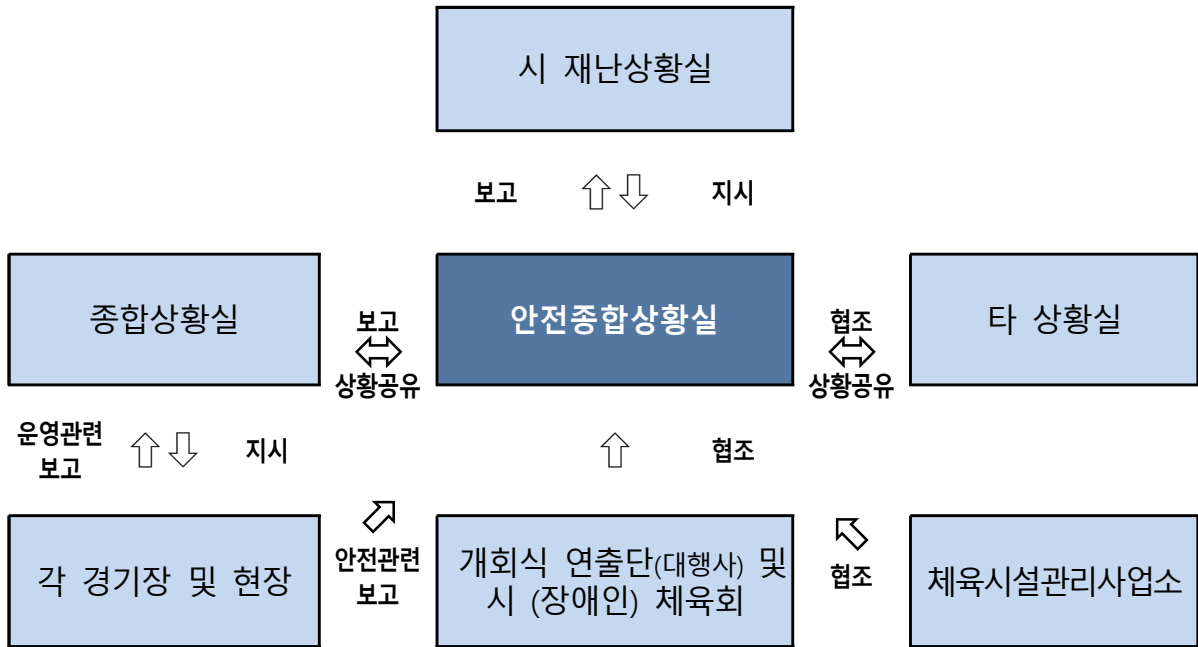 시 재난상황실
보고
지시
종합상황실
보고
상황공유
안전종합상황실
협조
상황공유
타 상황실
운영관련
보고
지시
협조
각 경기장 및 현장
안전관련
보고
개회식 연출단(대행사) 및
시 (장애인) 체육회
협조
체육시설관리사업소